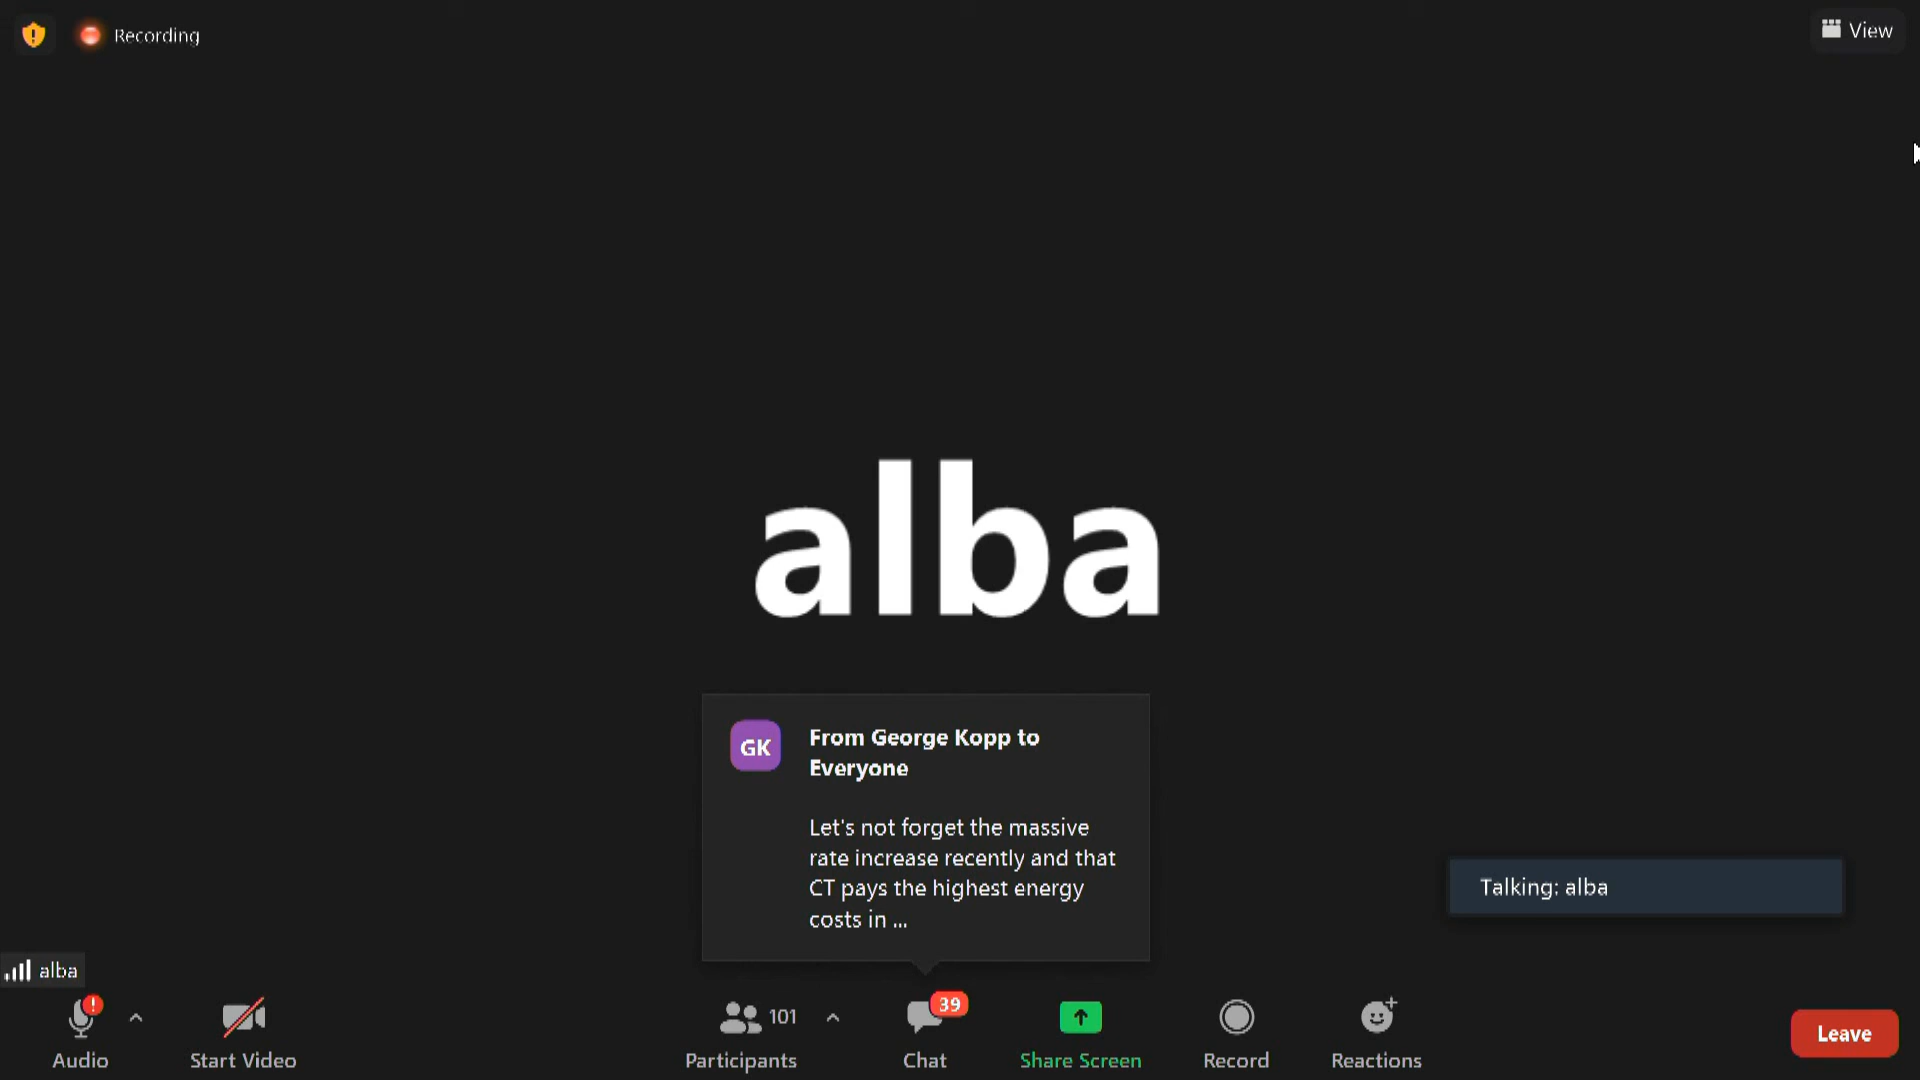 Recording
View
alba
GK
From George Kopp to
Everyone
Let's not forget the massive
rate increase recently and that
CT pays the highest energy
costs in ...
Talking: alba
alba
Audio
Start Video
101
Participants
39
Chat
Share Screen
Record
Reactions
Leave